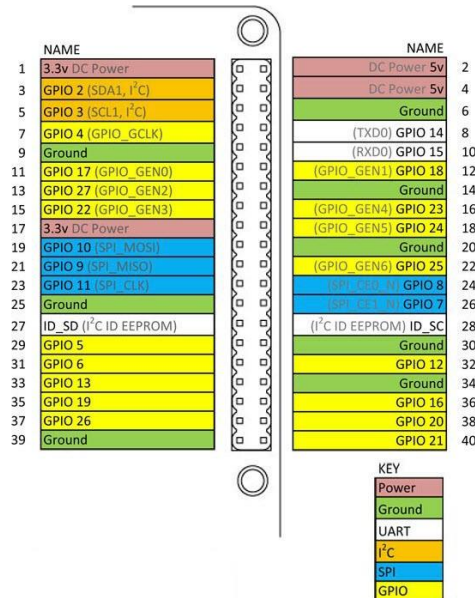 NAME
1 3.3v DC Power
3 GPIO 2 (SDA1, I²C)
5 GPIO 3 (SCL1, I²C)
7 GPIO 4 (GPIO_GCLK)
9 Ground
11 GPIO 17 (GPIO_GEN0)
13 GPIO 27 (GPIO_GEN2)
15 GPIO 22 (GPIO_GEN3)
17 3.3v DC Power
19 GPIO 10 (SPI_MOSI)
21 GPIO 9 (SPI_MISO)
23 GPIO 11 (SPI_CLK)
25 Ground
27 ID_SD (I²C ID EEPROM)
29 GPIO 5
31 GPIO 6
33 GPIO 13
35 GPIO 19
37 GPIO 26
39 Ground
NAME
DC Power 5v 2
DC Power 5v 4
Ground 6
(TXD0) GPIO 14 8
(RXD0) GPIO 15 10
(GPIO_GEN1) GPIO 18 12
Ground 14
(GPIO_GEN4) GPIO 23 16
(GPIO_GEN5) GPIO 24 18
Ground 20
(GPIO_GEN6) GPIO 25 22
(SPI_CE0_N) GPIO 8 24
(SPI_CE1_N) GPIO 7 26
(I²C ID EEPROM) ID_SC 28
Ground 30
GPIO 12 32
Ground 34
GPIO 16 36
GPIO 20 38
GPIO 21 40
KEY
Power
Ground
UART
I²C
SPI
GPIO